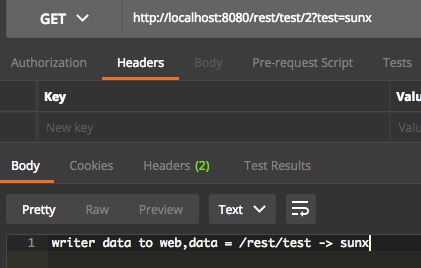 GET http://localhost:8080/rest/test/2?test=sunx
Authorization Headers Body Pre-request Script Tests
Key Valu
New key Valu
Body Cookies Headers (2) Test Results
Pretty Raw Preview Text
1 writer data to web,data = /rest/test -> sunx